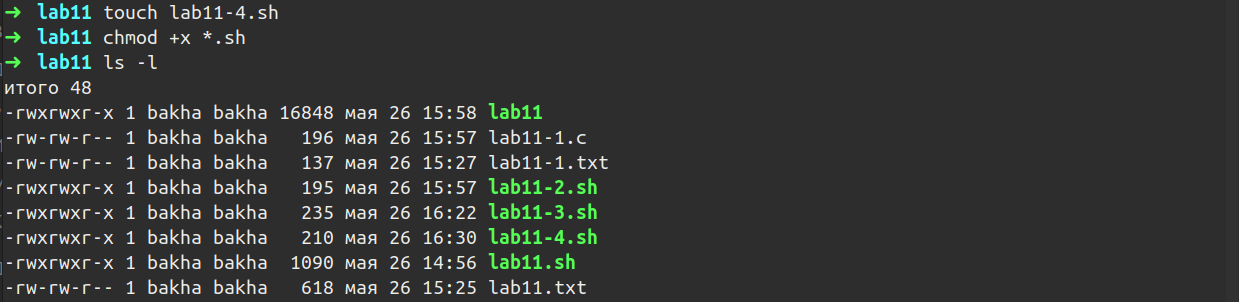 ➜ lab11 touch lab11-4.sh
➜ lab11 chmod +x *.sh
➜ lab11 ls -l
итого 48
-rwxrwxr-x 1 bakha bakha 16848 мая 26 15:58 lab11
-rw-rw-r-- 1 bakha bakha   196 мая 26 15:57 lab11-1.c
-rw-rw-r-- 1 bakha bakha   137 мая 26 15:27 lab11-1.txt
-rwxrwxr-x 1 bakha bakha   195 мая 26 15:57 lab11-2.sh
-rwxrwxr-x 1 bakha bakha   235 мая 26 16:22 lab11-3.sh
-rwxrwxr-x 1 bakha bakha   210 мая 26 16:30 lab11-4.sh
-rwxrwxr-x 1 bakha bakha  1090 мая 26 14:56 lab11.sh
-rw-rw-r-- 1 bakha bakha   618 мая 26 15:25 lab11.txt